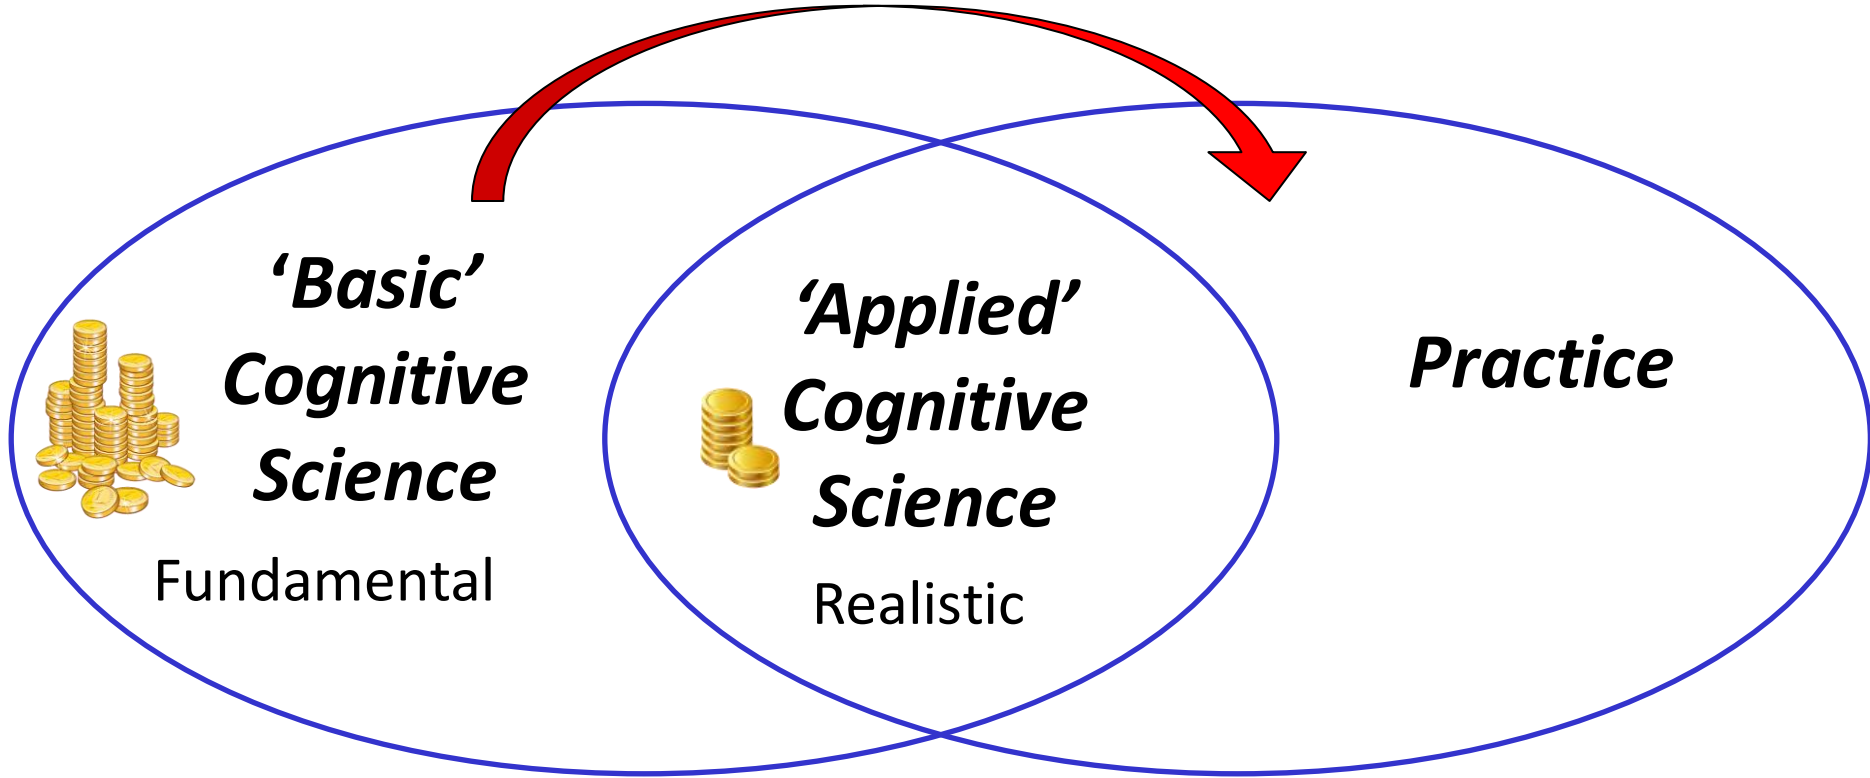 ‘Basic’
Cognitive
Science
Fundamental
‘Applied’
Cognitive
Science
Realistic
Practice